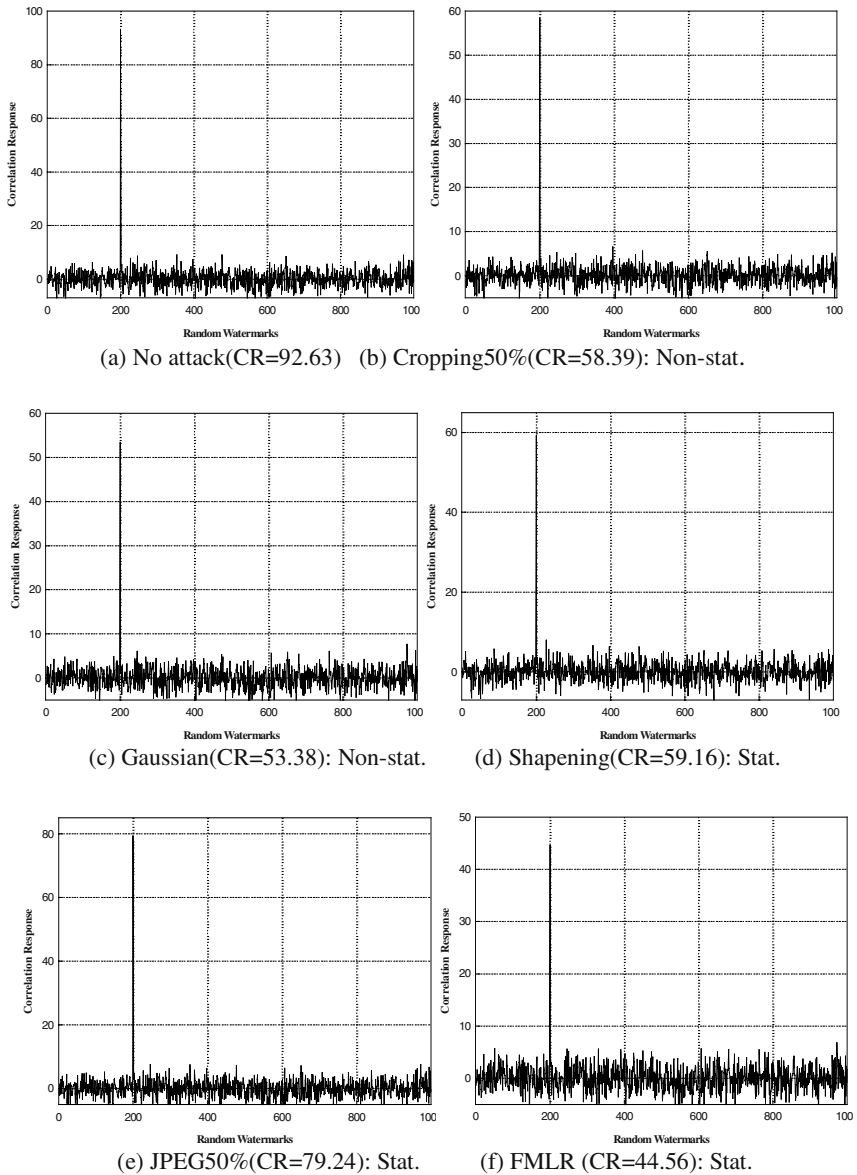 100
80
60
40
20
0
Correlation Response
0 200 400 600 800 100
Random Watermarks
60
50
40
30
20
10
0
Correlation Response
0 200 400 600 800 100
Random Watermarks
(a) No attack(CR=92.63) (b) Cropping50%(CR=58.39): Non-stat.
60
50
40
30
20
10
0
Correlation Response
0 200 400 600 800 100
Random Watermarks
60
40
20
0
Correlation Response
0 200 400 600 800 100
Random Watermarks
(c) Gaussian(CR=53.38): Non-stat. (d) Shapening(CR=59.16): Stat.
80
60
40
20
0
Correlation Response
0 200 400 600 800 100
Random Watermarks
50
40
30
20
10
0
Correlation Response
0 200 400 600 800 100
Random Watermarks
(e) JPEG50%(CR=79.24): Stat. (f) FMLR (CR=44.56): Stat.